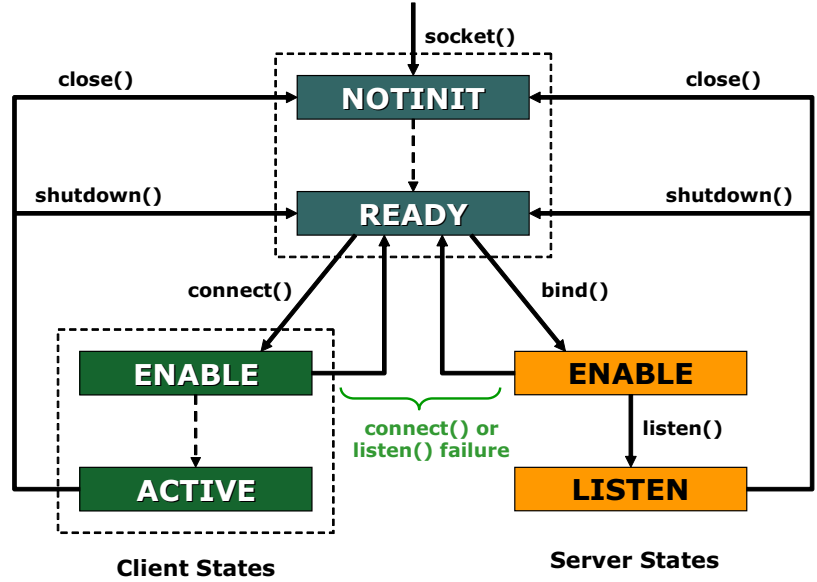 socket()
close()
NOTINIT
close()
shutdown()
READY
shutdown()
connect()
bind()
ENABLE
ENABLE
connect() or
listen() failure
listen()
ACTIVE
LISTEN
Client States
Server States